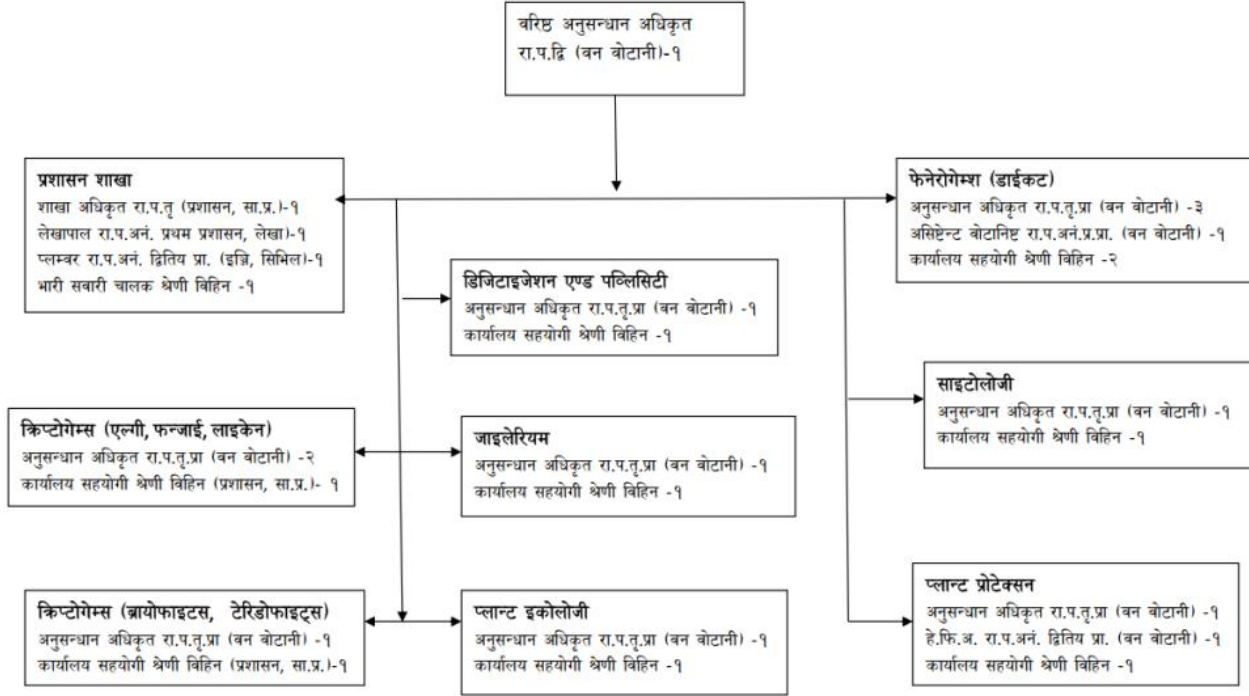 वरिष्ठ अनुसन्धान अधिकृत
रा.प.द्वि (वन वोटानी)-१
प्रशासन शाखा
शाखा अधिकृत रा.प.तृ (प्रशासन, सा.प्र.)-१
लेखापाल रा.प.अनं. प्रथम प्रशासन, लेखा)-१
प्लम्वर रा.प.अनं. द्वितिय प्रा. (इञ्जि, सिभिल)-१
भारी सवारी चालक श्रेणी विहिन -१
फेनेरोगेम्श (डाईकट)
अनुसन्धान अधिकृत रा.प.तृ.प्रा (वन वोटानी) -३
असिष्टेन्ट वोटानिष्ट रा.प.अनं.प्र.प्रा. (वन वोटानी) -१
कार्यालय सहयोगी श्रेणी विहिन -२
डिजिटाइजेशन एण्ड पव्लिसिटी
अनुसन्धान अधिकृत रा.प.तृ.प्रा (वन वोटानी) -१
कार्यालय सहयोगी श्रेणी विहिन -१
साइटोलोजी
अनुसन्धान अधिकृत रा.प.तृ.प्रा (वन वोटानी) -१
कार्यालय सहयोगी श्रेणी विहिन -१
क्रिप्टोगेम्स (एल्गी, फन्जाई, लाइकेन)
अनुसन्धान अधिकृत रा.प.तृ.प्रा (वन वोटानी) -२
कार्यालय सहयोगी श्रेणी विहिन (प्रशासन, सा.प्र.)- १
जाइलेरियम
अनुसन्धान अधिकृत रा.प.तृ.प्रा (वन वोटानी) -१
कार्यालय सहयोगी श्रेणी विहिन -१
क्रिप्टोगेम्स (ब्रायोफाइटस, टेरिडोफाइट्स)
अनुसन्धान अधिकृत रा.प.तृ.प्रा (वन वोटानी) -१
कार्यालय सहयोगी श्रेणी विहिन (प्रशासन, सा.प्र.)-१
प्लान्ट इकोलोजी
अनुसन्धान अधिकृत रा.प.तृ.प्रा (वन वोटानी) -१
कार्यालय सहयोगी श्रेणी विहिन -१
प्लान्ट प्रोटेक्सन
अनुसन्धान अधिकृत रा.प.तृ.प्रा (वन वोटानी) -१
हे.फि.अ. रा.प.अनं. द्वितिय प्रा. (वन वोटानी) -१
कार्यालय सहयोगी श्रेणी विहिन -१